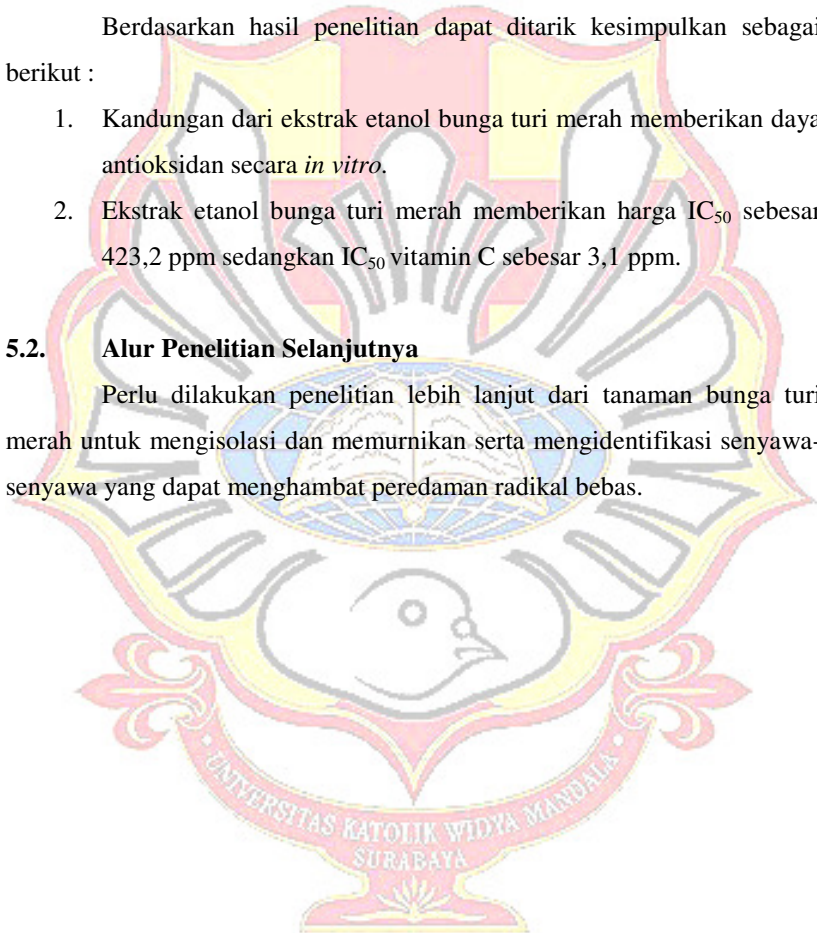 Berdasarkan hasil penelitian dapat ditarik kesimpulkan sebagai
berikut :
1. Kandungan dari ekstrak etanol bunga turi merah memberikan daya
antioksidan secara in vitro.
2. Ekstrak etanol bunga turi merah memberikan harga IC50 sebesar
423,2 ppm sedangkan IC50 vitamin C sebesar 3,1 ppm.
5.2. Alur Penelitian Selanjutnya
Perlu dilakukan penelitian lebih lanjut dari tanaman bunga turi
merah untuk mengisolasi dan memurnikan serta mengidentifikasi senyawa-
senyawa yang dapat menghambat peredaman radikal bebas.
UNIVERSITAS KATOLIK WIDYA MANDALA
SURABAYA